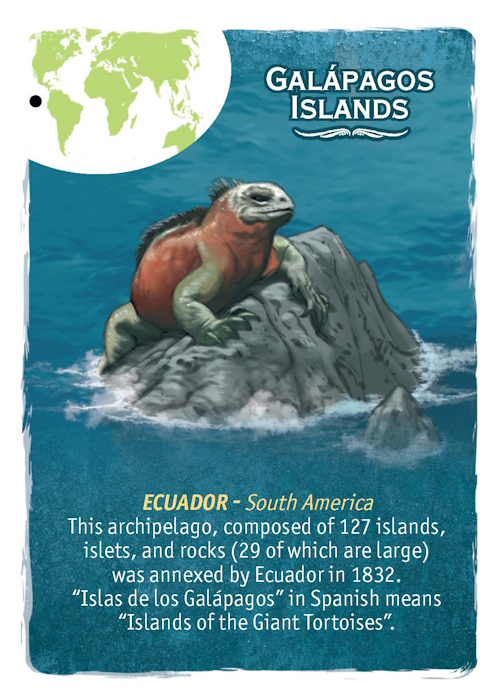 GALÁPAGOS
ISLANDS
ECUADOR - South America
This archipelago, composed of 127 islands,
islets, and rocks (29 of which are large)
was annexed by Ecuador in 1832.
“Islas de los Galápagos” in Spanish means
“Islands of the Giant Tortoises”.